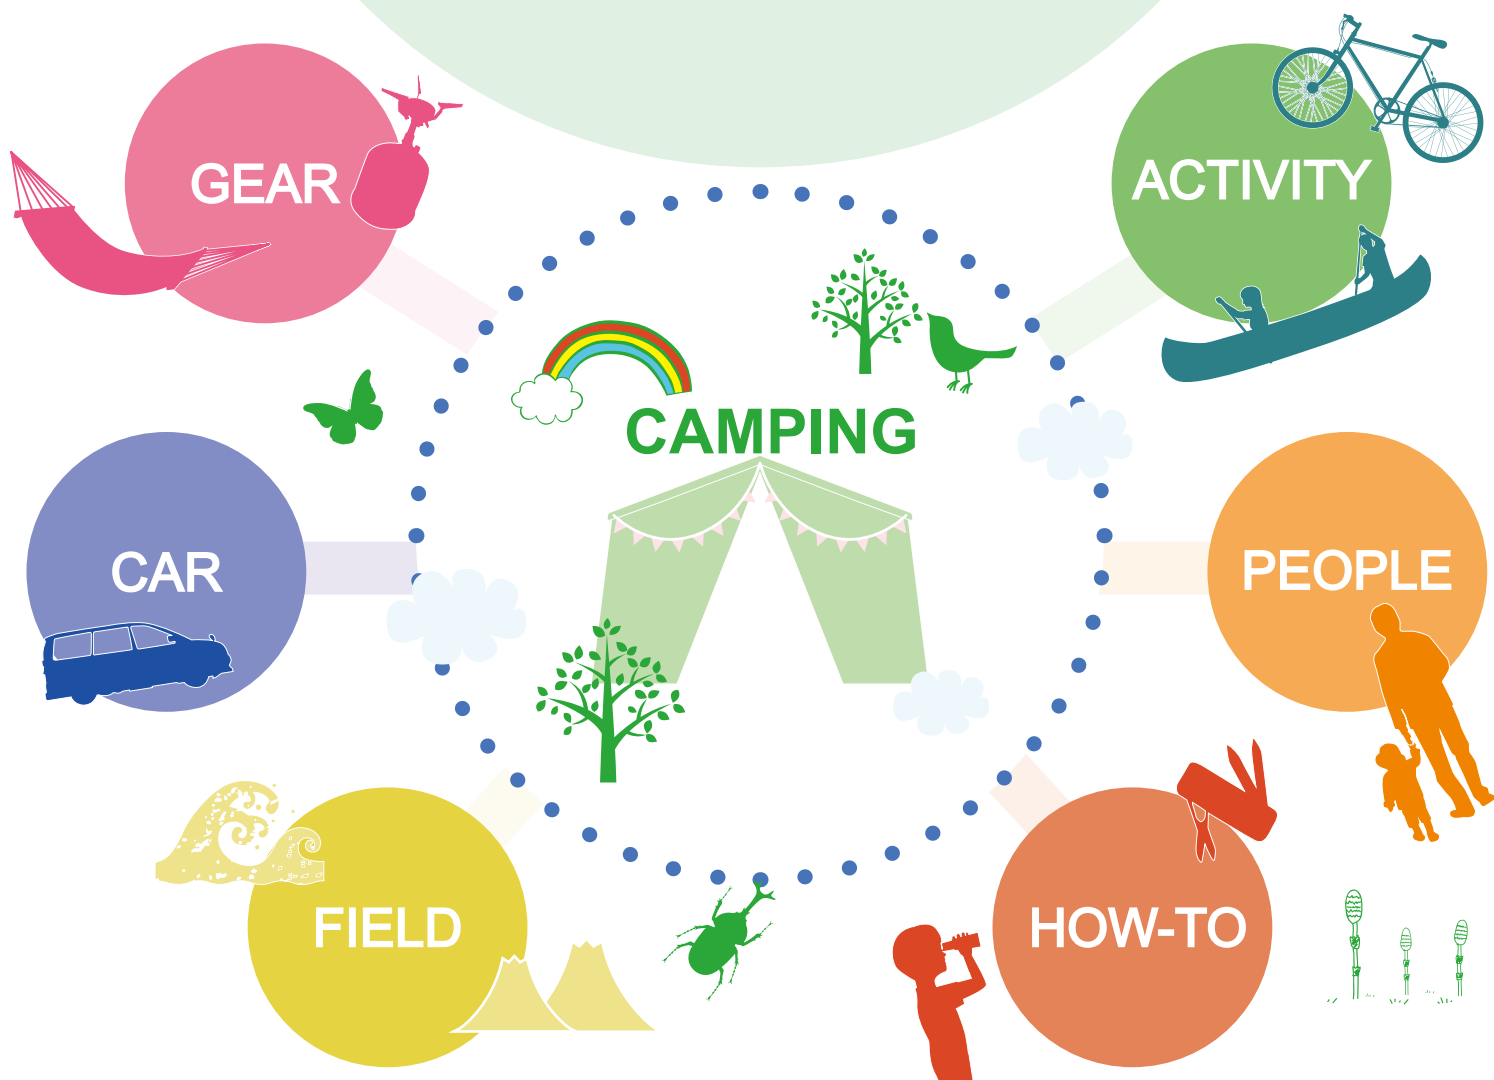 GEAR
ACTIVITY
CAMPING
CAR
PEOPLE
FIELD
HOW-TO